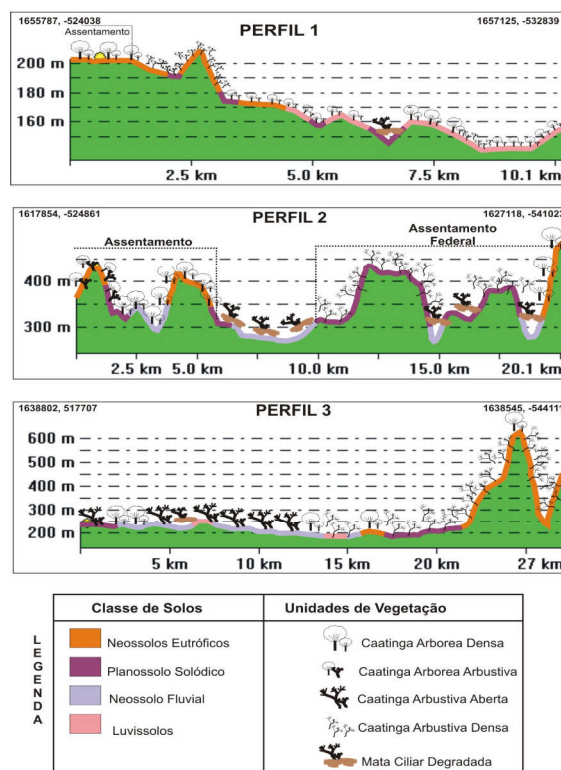 1655787, -524038
PERFIL 1
1657125, -532839
Assentamento
200 m
180 m
160 m
2.5 km
5.0 km
7.5 km
10.1 km
1617854, -524861
PERFIL 2
1627118, -541023
Assentamento
Assentamento
Federal
400 m
300 m
2.5 km
5.0 km
10.0 km
15.0 km
20.1 km
1638802, 517707
PERFIL 3
1638545, -544111
600 m
500 m
400 m
300 m
200 m
5 km
10 km
15 km
20 km
27 km
LEGENDA
Classe de Solos
Neossolos Eutróficos
Planossolo Solódico
Neossolo Fluvial
Luvissolos
Unidades de Vegetação
Caatinga Arborea Densa
Caatinga Arborea Arbustiva
Caatinga Arbustiva Aberta
Caatinga Arbustiva Densa
Mata Ciliar Degradada